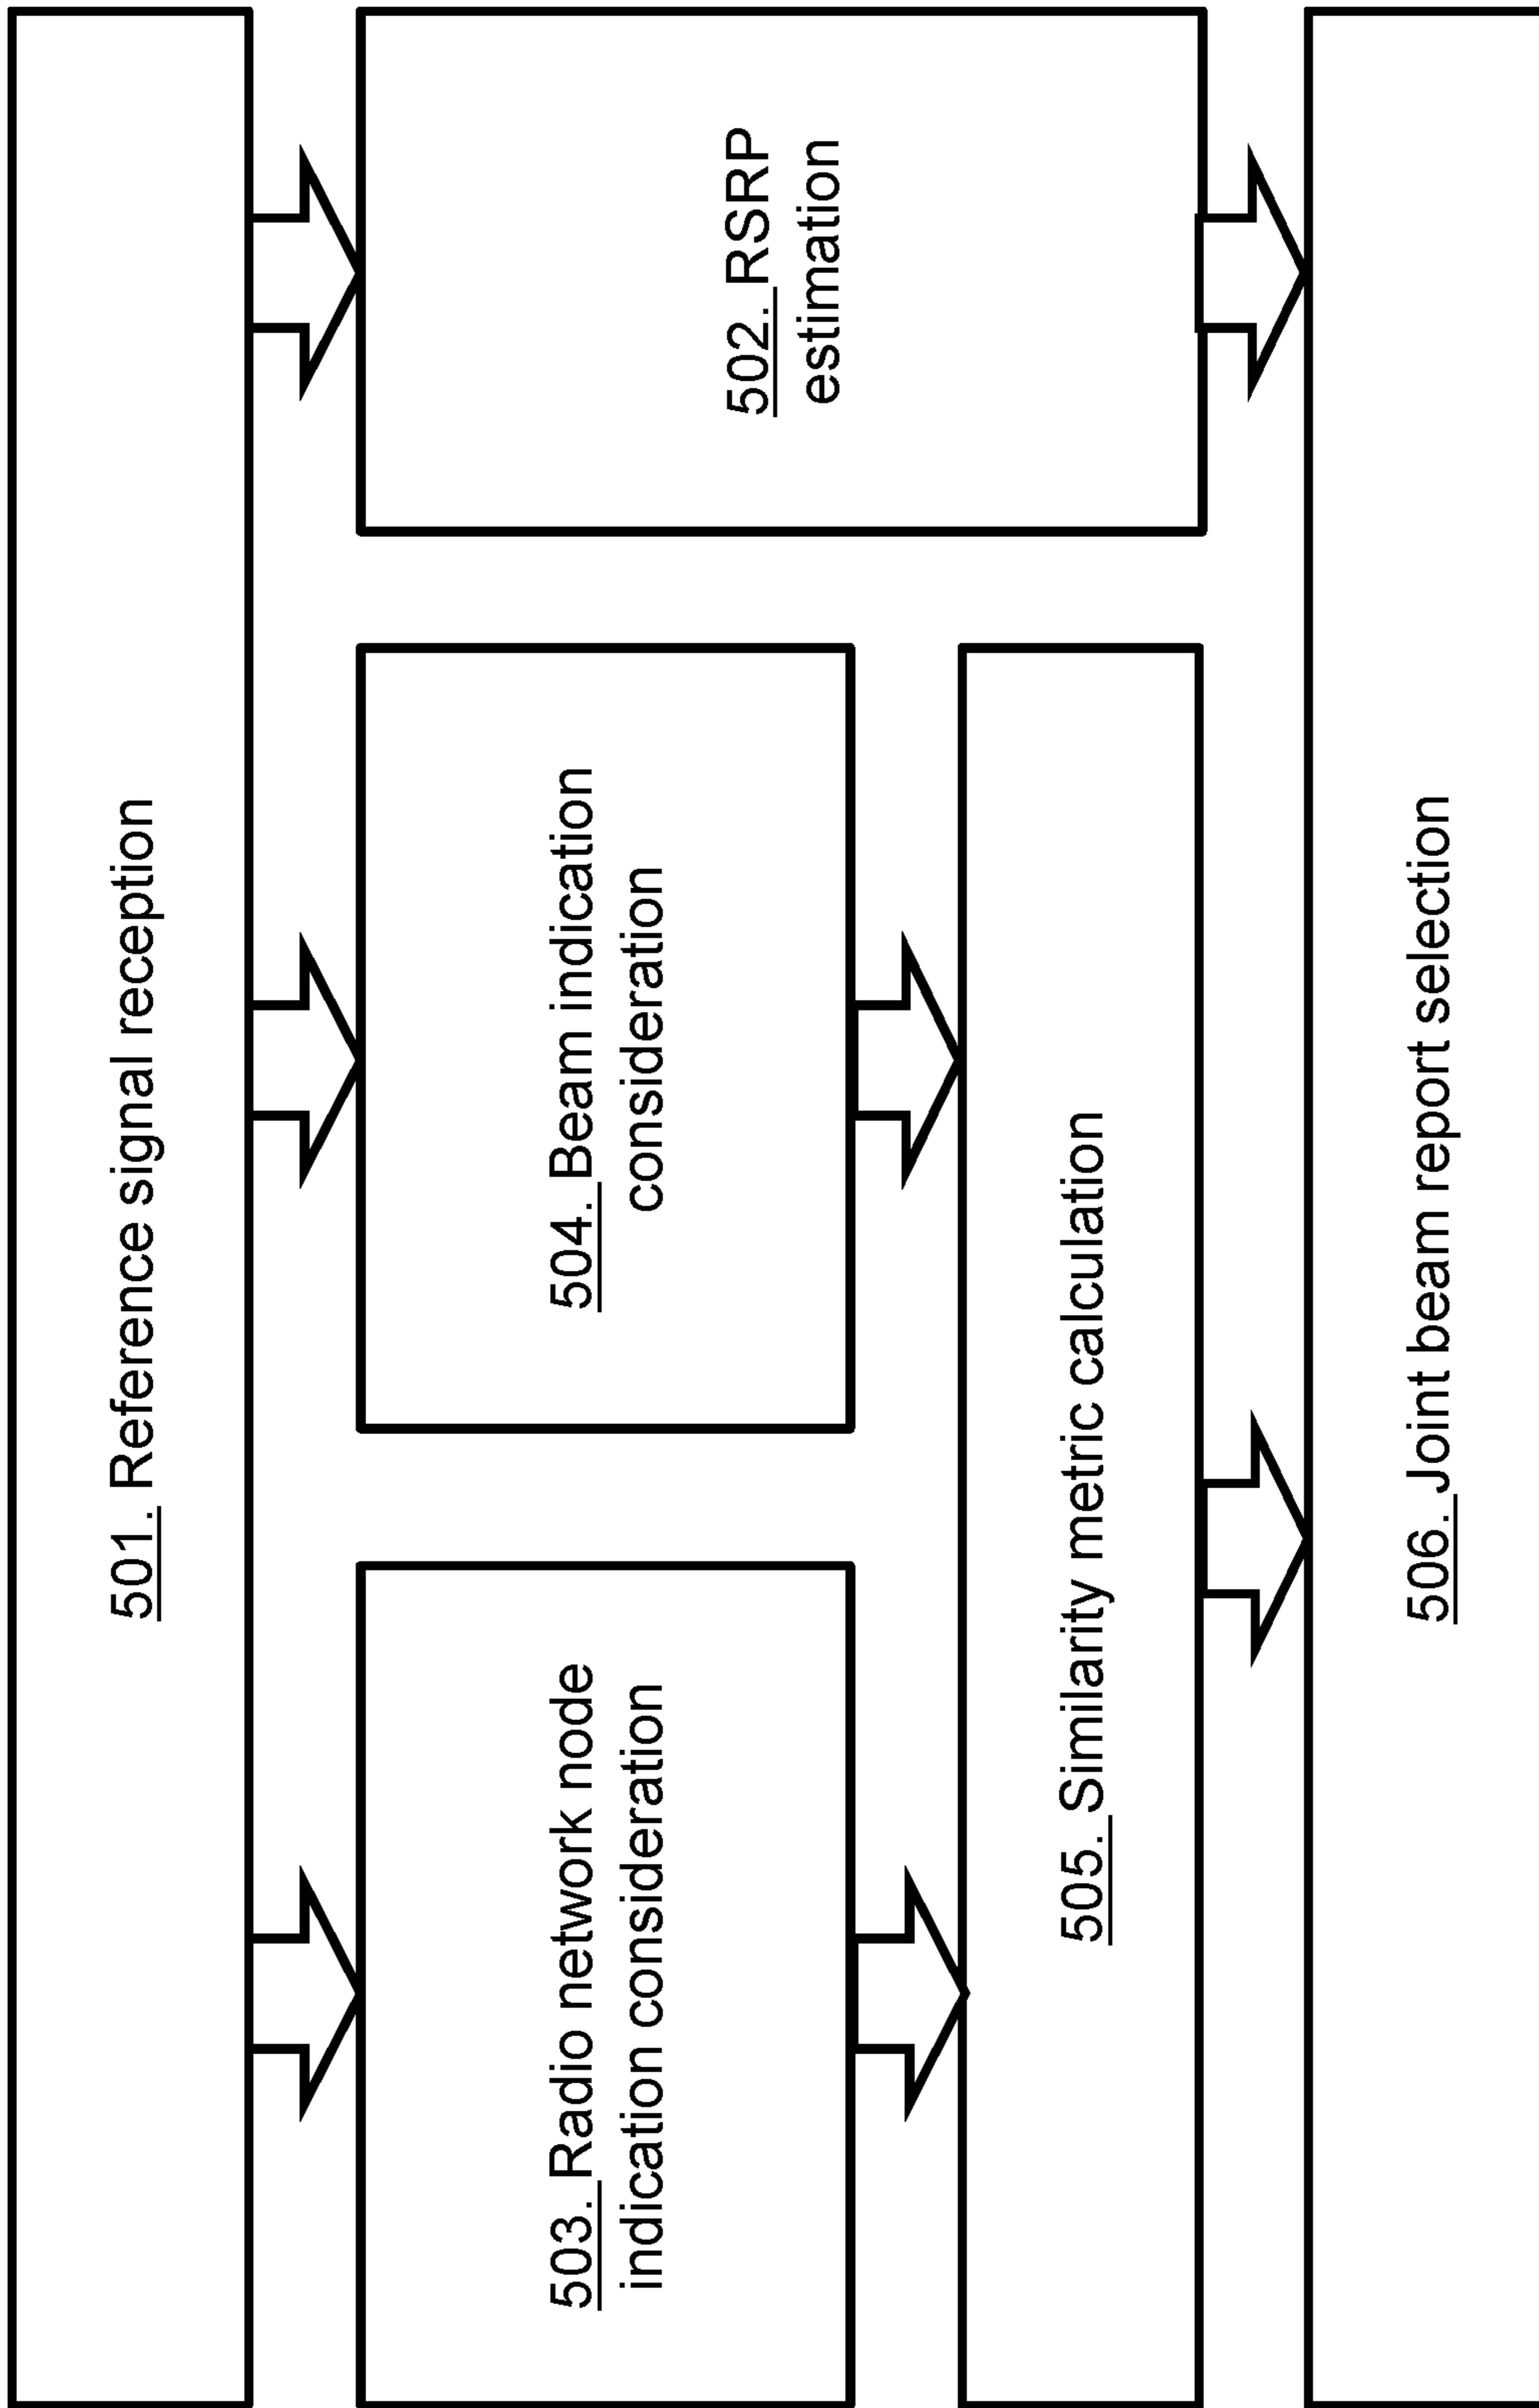 501. Reference signal reception
503. Radio network node
indication consideration
504. Beam indication
consideration
502. RSRP
estimation
505. Similarity metric calculation
506. Joint beam report selection